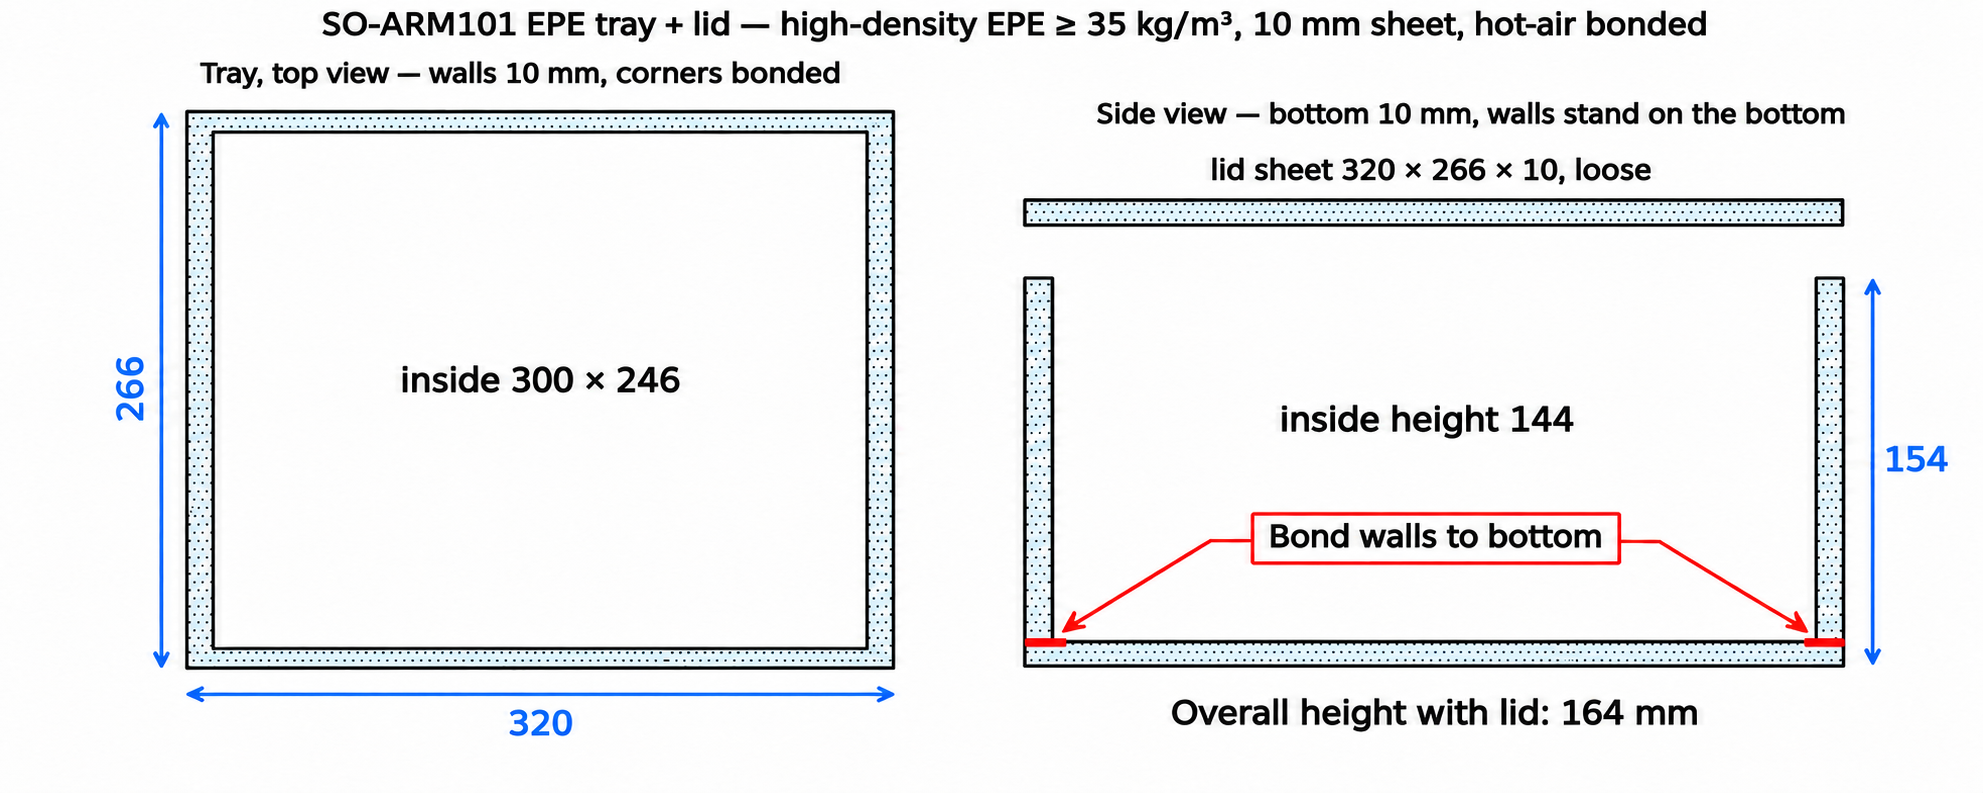 SO-ARM101 EPE tray + lid — high-density EPE ≥ 35 kg/m³, 10 mm sheet, hot-air bonded
Tray, top view — walls 10 mm, corners bonded
266
inside 300 × 246
320
Side view — bottom 10 mm, walls stand on the bottom
lid sheet 320 × 266 × 10, loose
inside height 144
154
Bond walls to bottom
Overall height with lid: 164 mm